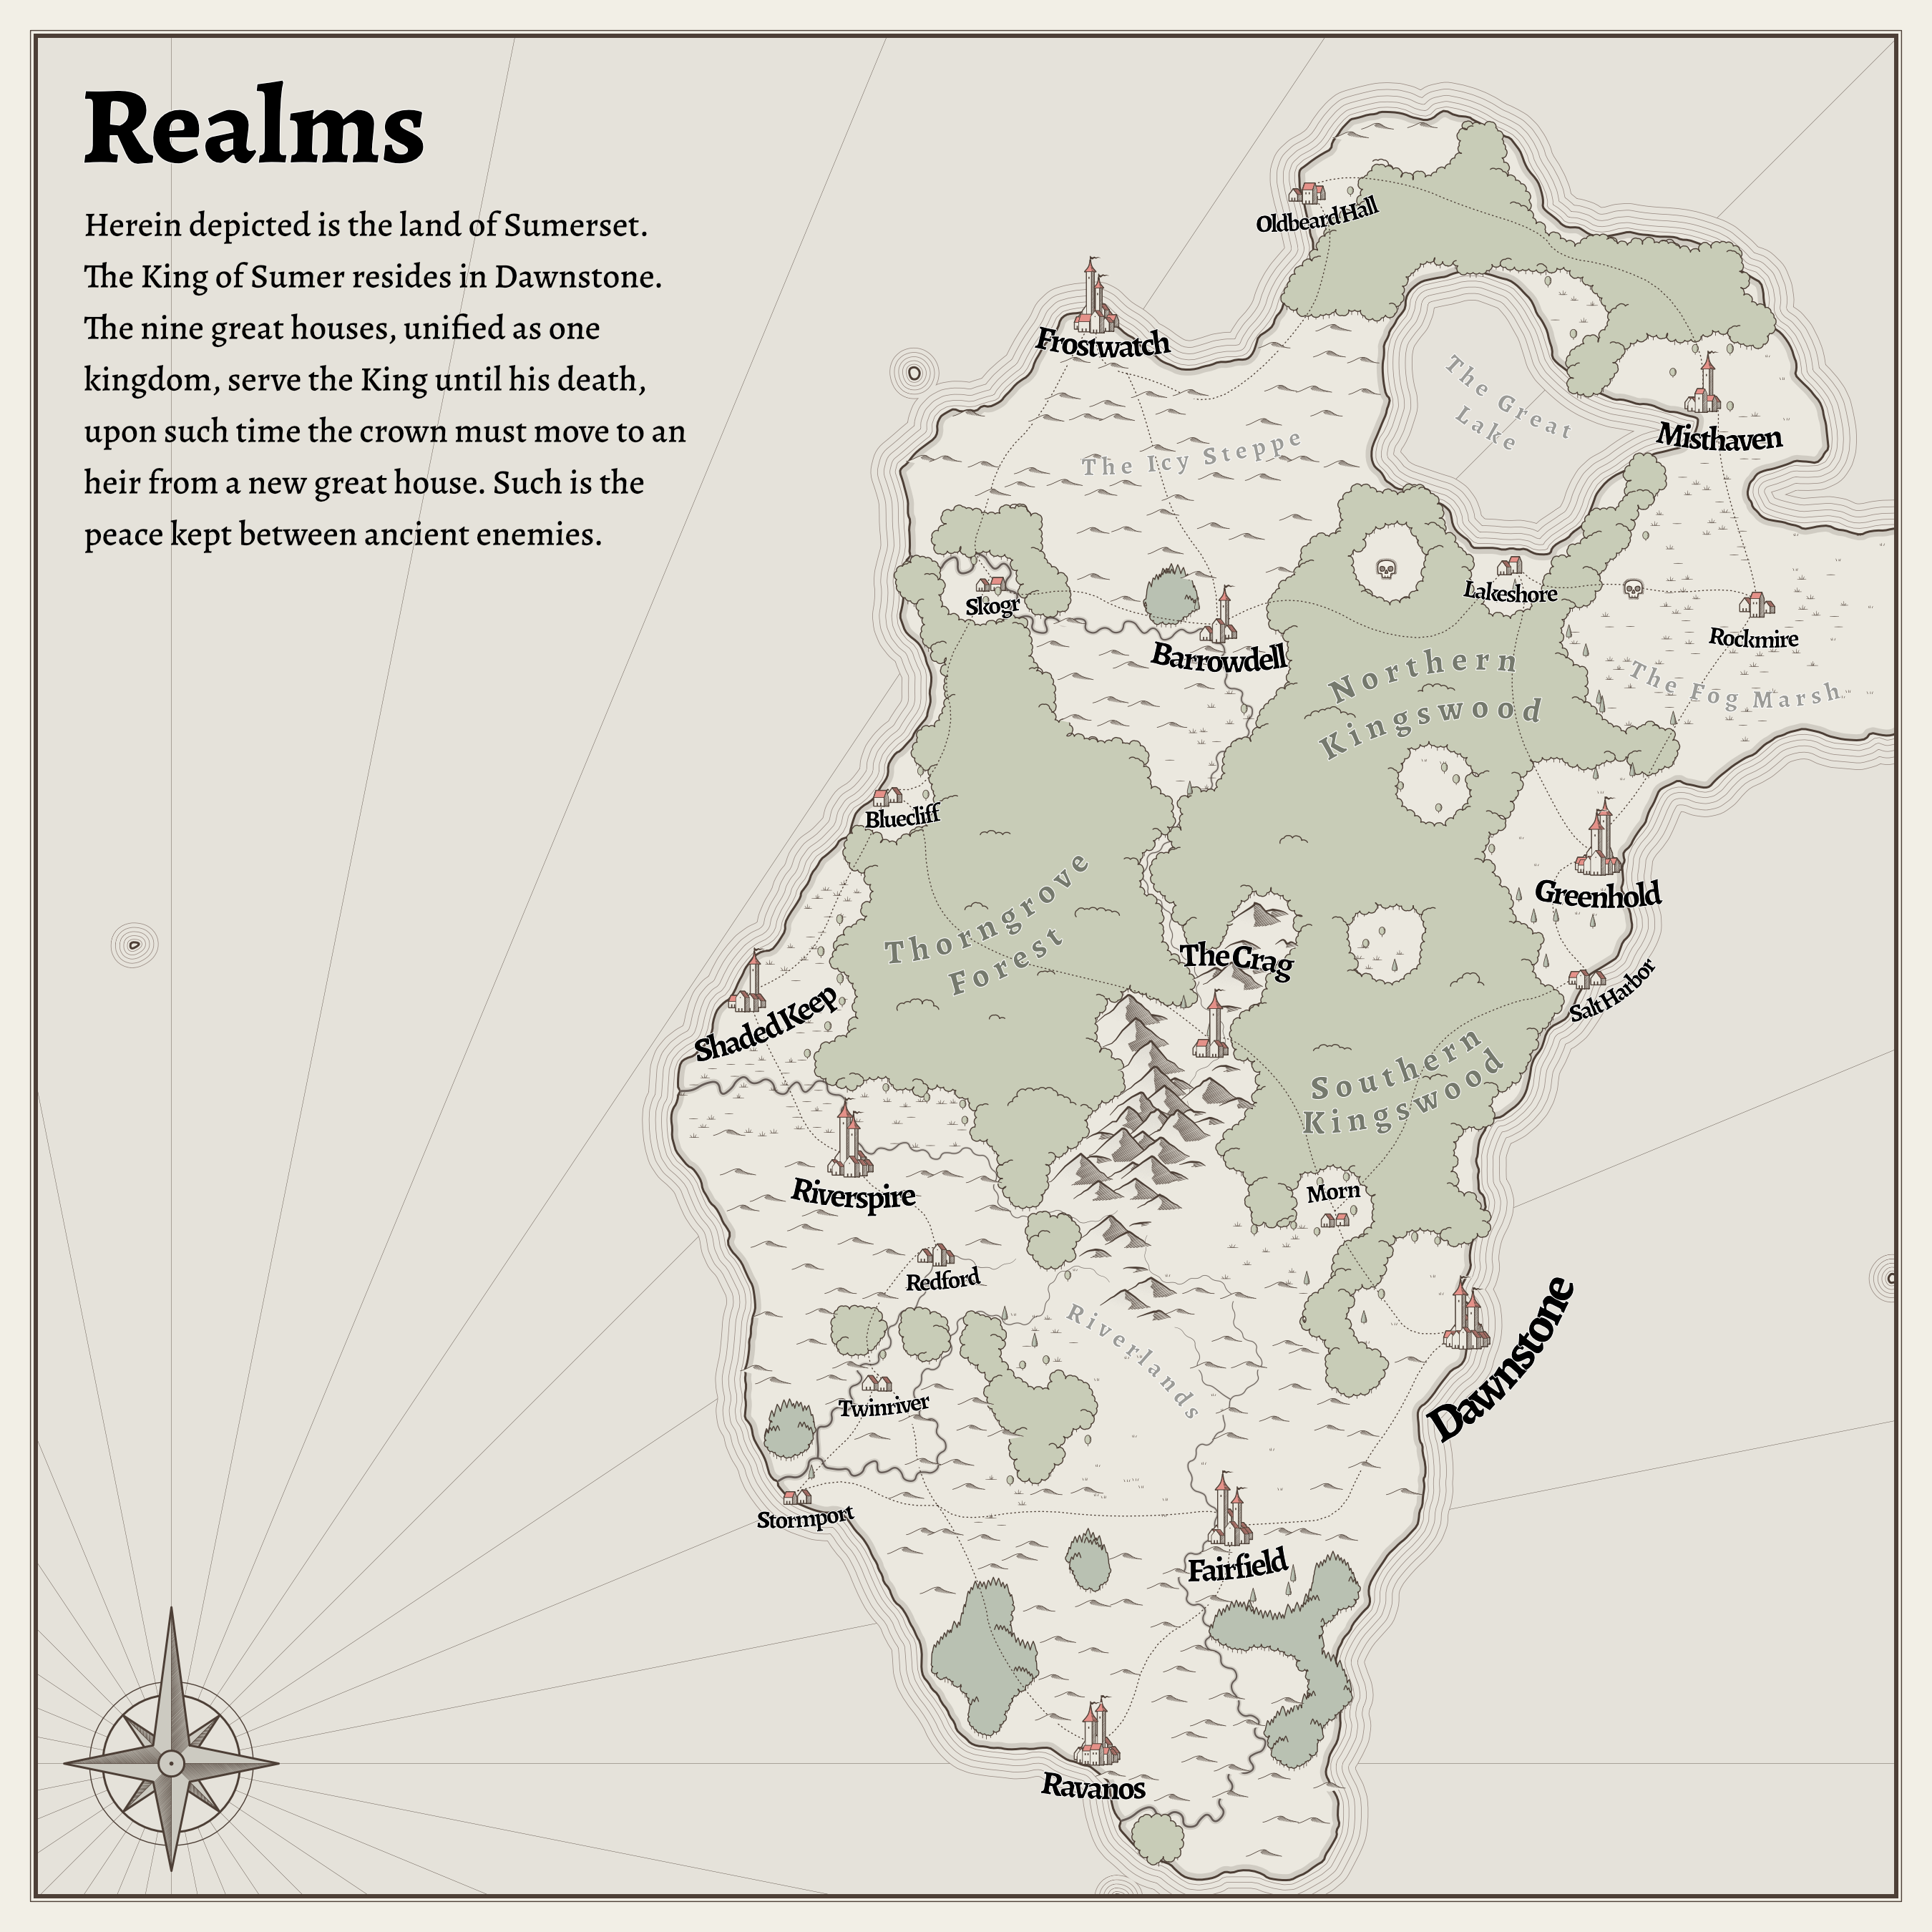 Realms
Herein depicted is the land of Sumerset.
The King of Sumer resides in Dawnstone.
The nine great houses, unified as one
kingdom, serve the King until his death,
upon such time the crown must move to an
heir from a new great house. Such is the
peace kept between ancient enemies.
Oldbeard Hall
Frostwatch
The Great
Lake
Misthaven
The Icy Steppe
Skogr
Lakeshore
Rockmire
Barrowdell
Northern
Kingswood
The Fog Marsh
Bluecliff
Greenhold
Thorngrove
Forest
The Crag
Salt Harbor
Shaded Keep
Southern
Kingswood
Riverspire
Morn
Redford
Riverlands
Dawnstone
Twinriver
Stormport
Fairfield
Ravanos